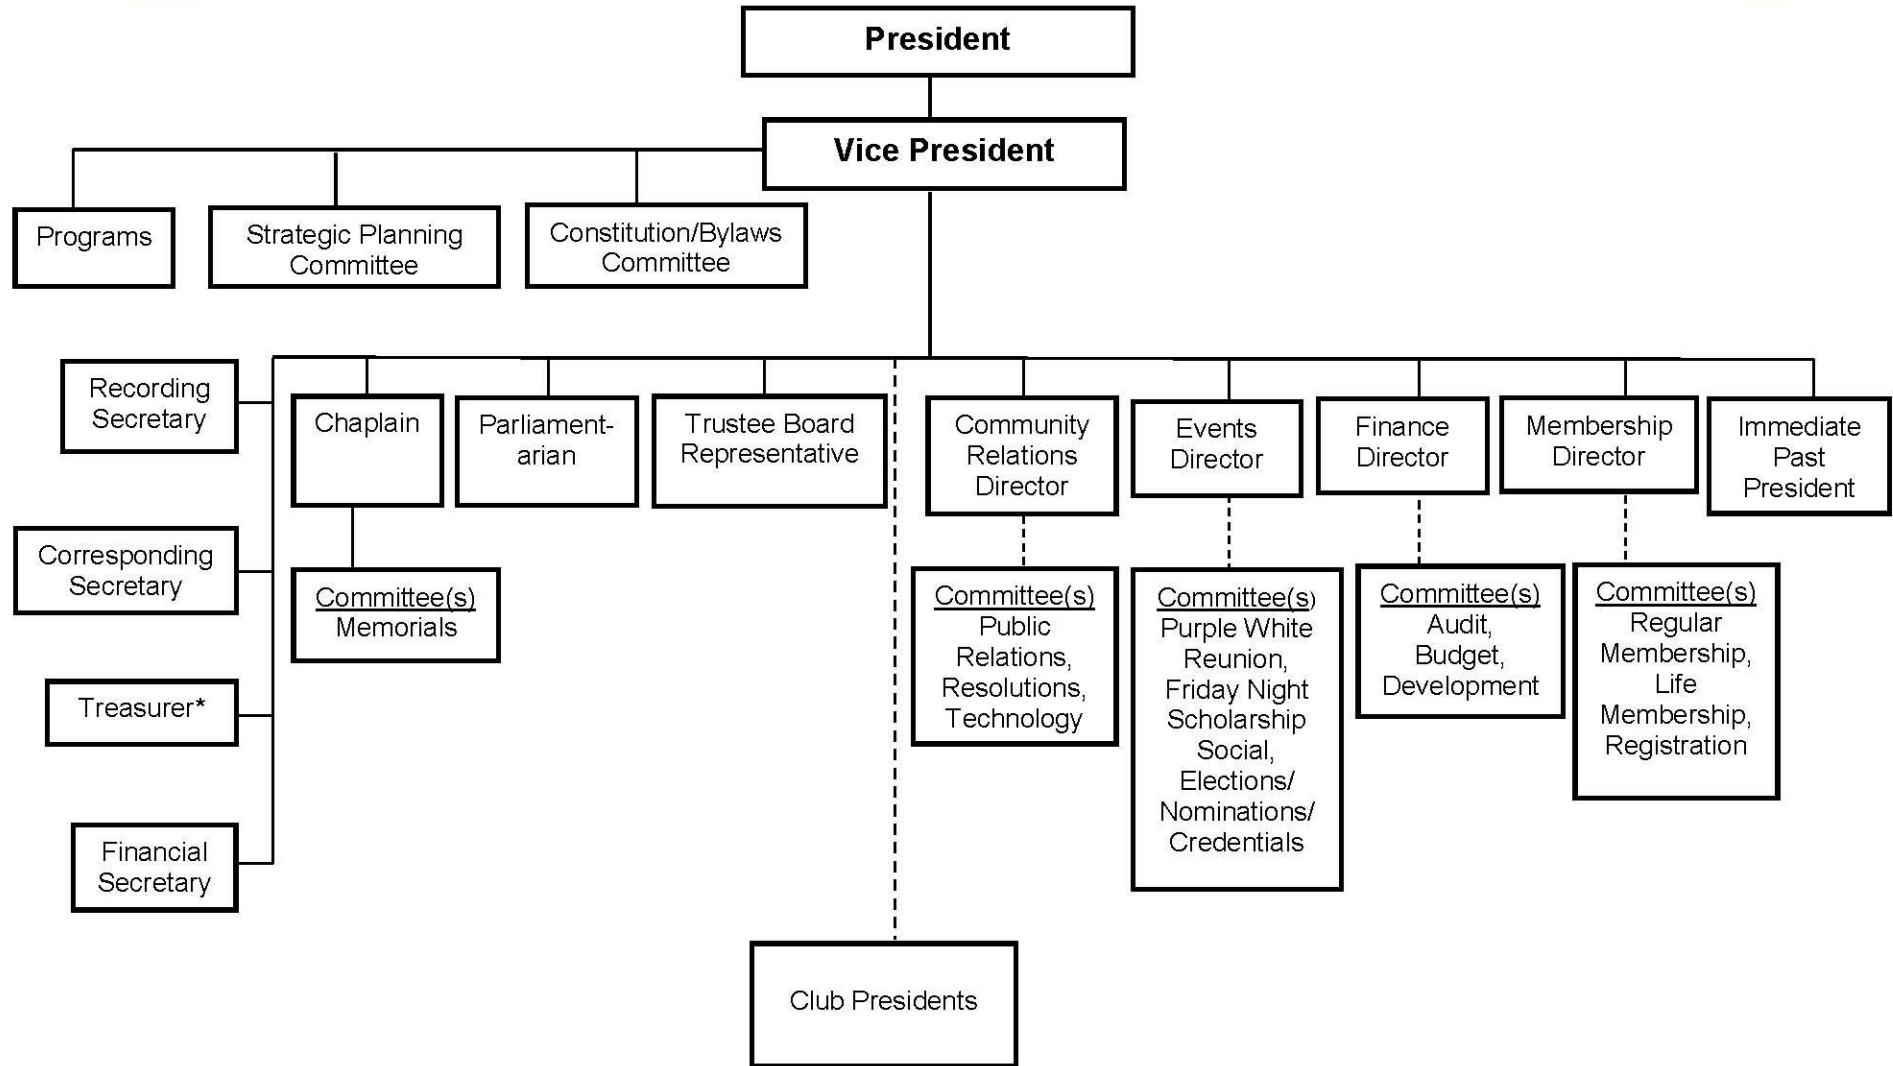 President
Vice President
Programs
Strategic Planning
Committee
Constitution/Bylaws
Committee
Recording
Secretary
Corresponding
Secretary
Treasurer*
Financial
Secretary
Chaplain
Committee(s)
Memorials
Parliament-
arian
Trustee Board
Representative
Community
Relations
Director
Committee(s)
Public
Relations,
Resolutions,
Technology
Events
Director
Committee(s)
Purple White
Reunion,
Friday Night
Scholarship
Social,
Elections/
Nominations/
Credentials
Finance
Director
Committee(s)
Audit,
Budget,
Development
Membership
Director
Committee(s)
Regular
Membership,
Life
Membership,
Registration
Immediate
Past
President
Club Presidents